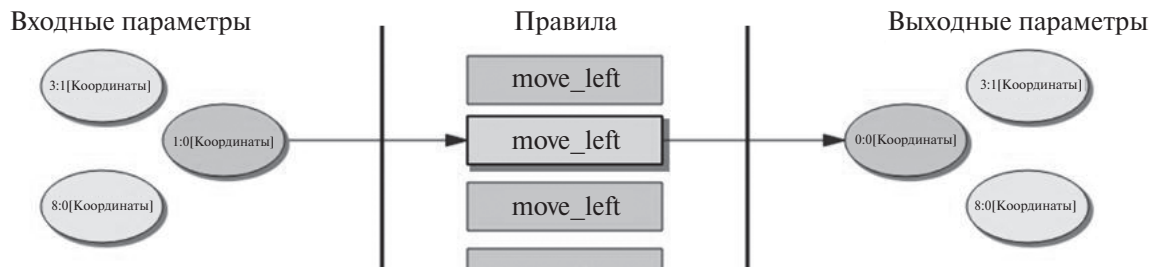 Входные параметры
Правила
Выходные параметры
3:1[Координаты]
1:0[Координаты]
8:0[Координаты]
move_left
move_left
move_left
3:1[Координаты]
0:0[Координаты]
8:0[Координаты]